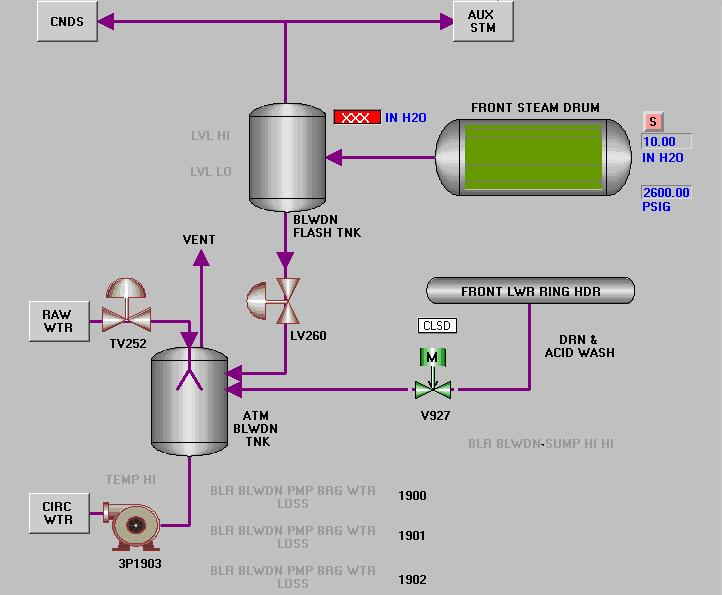 CNDS
AUX
STM
FRONT STEAM DRUM
XXX IN H2O
S
10.00
IN H2O
2600.00
PSIG
LVL HI
LVL LO
BLWDN
FLASH TNK
VENT
RAW
WTR
TV252
LV260
FRONT LWR RING HDR
CLSD
M
V927
DRN &
ACID WASH
ATM
BLWDN
TNK
BLR BLWDN SUMP HI HI
TEMP HI
CIRC
WTR
3P1903
BLR BLWDN PMP BRG WTR
LOSS
1900
BLR BLWDN PMP BRG WTR
LOSS
1901
BLR BLWDN PMP BRG WTR
LOSS
1902